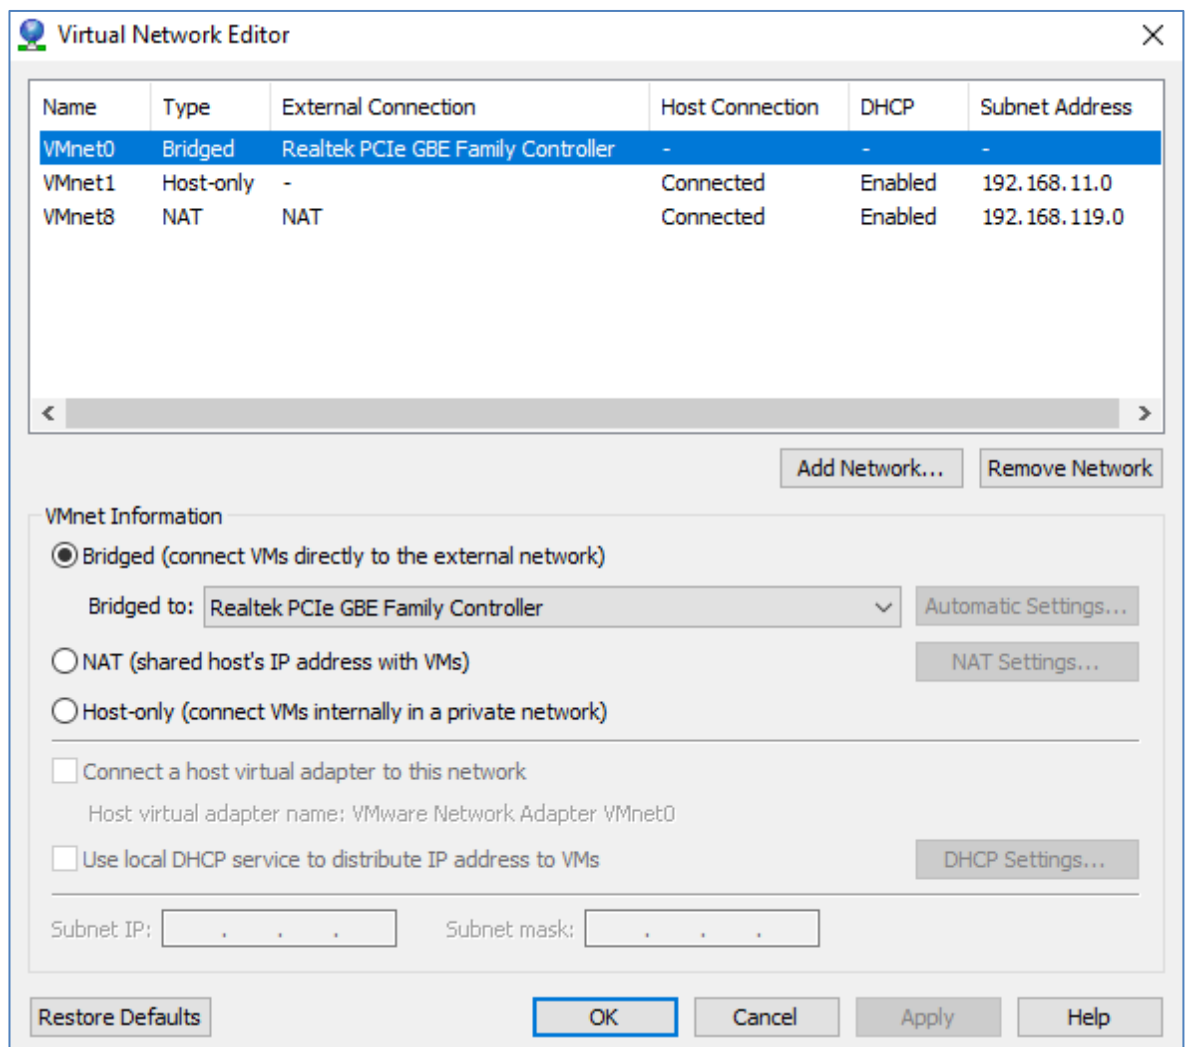 Virtual Network Editor
Name Type External Connection Host Connection DHCP Subnet Address
VMnet0 Bridged Realtek PCIe GBE Family Controller - - -
VMnet1 Host-only - Connected Enabled 192.168.11.0
VMnet8 NAT NAT Connected Enabled 192.168.119.0
Add Network... Remove Network
VMnet Information
Bridged (connect VMs directly to the external network)
Bridged to: Realtek PCIe GBE Family Controller Automatic Settings...
NAT (shared host's IP address with VMs) NAT Settings...
Host-only (connect VMs internally in a private network)
Connect a host virtual adapter to this network
Host virtual adapter name: VMware Network Adapter VMnet0
Use local DHCP service to distribute IP address to VMs DHCP Settings...
Subnet IP: . . . Subnet mask: . . .
Restore Defaults OK Cancel Apply Help